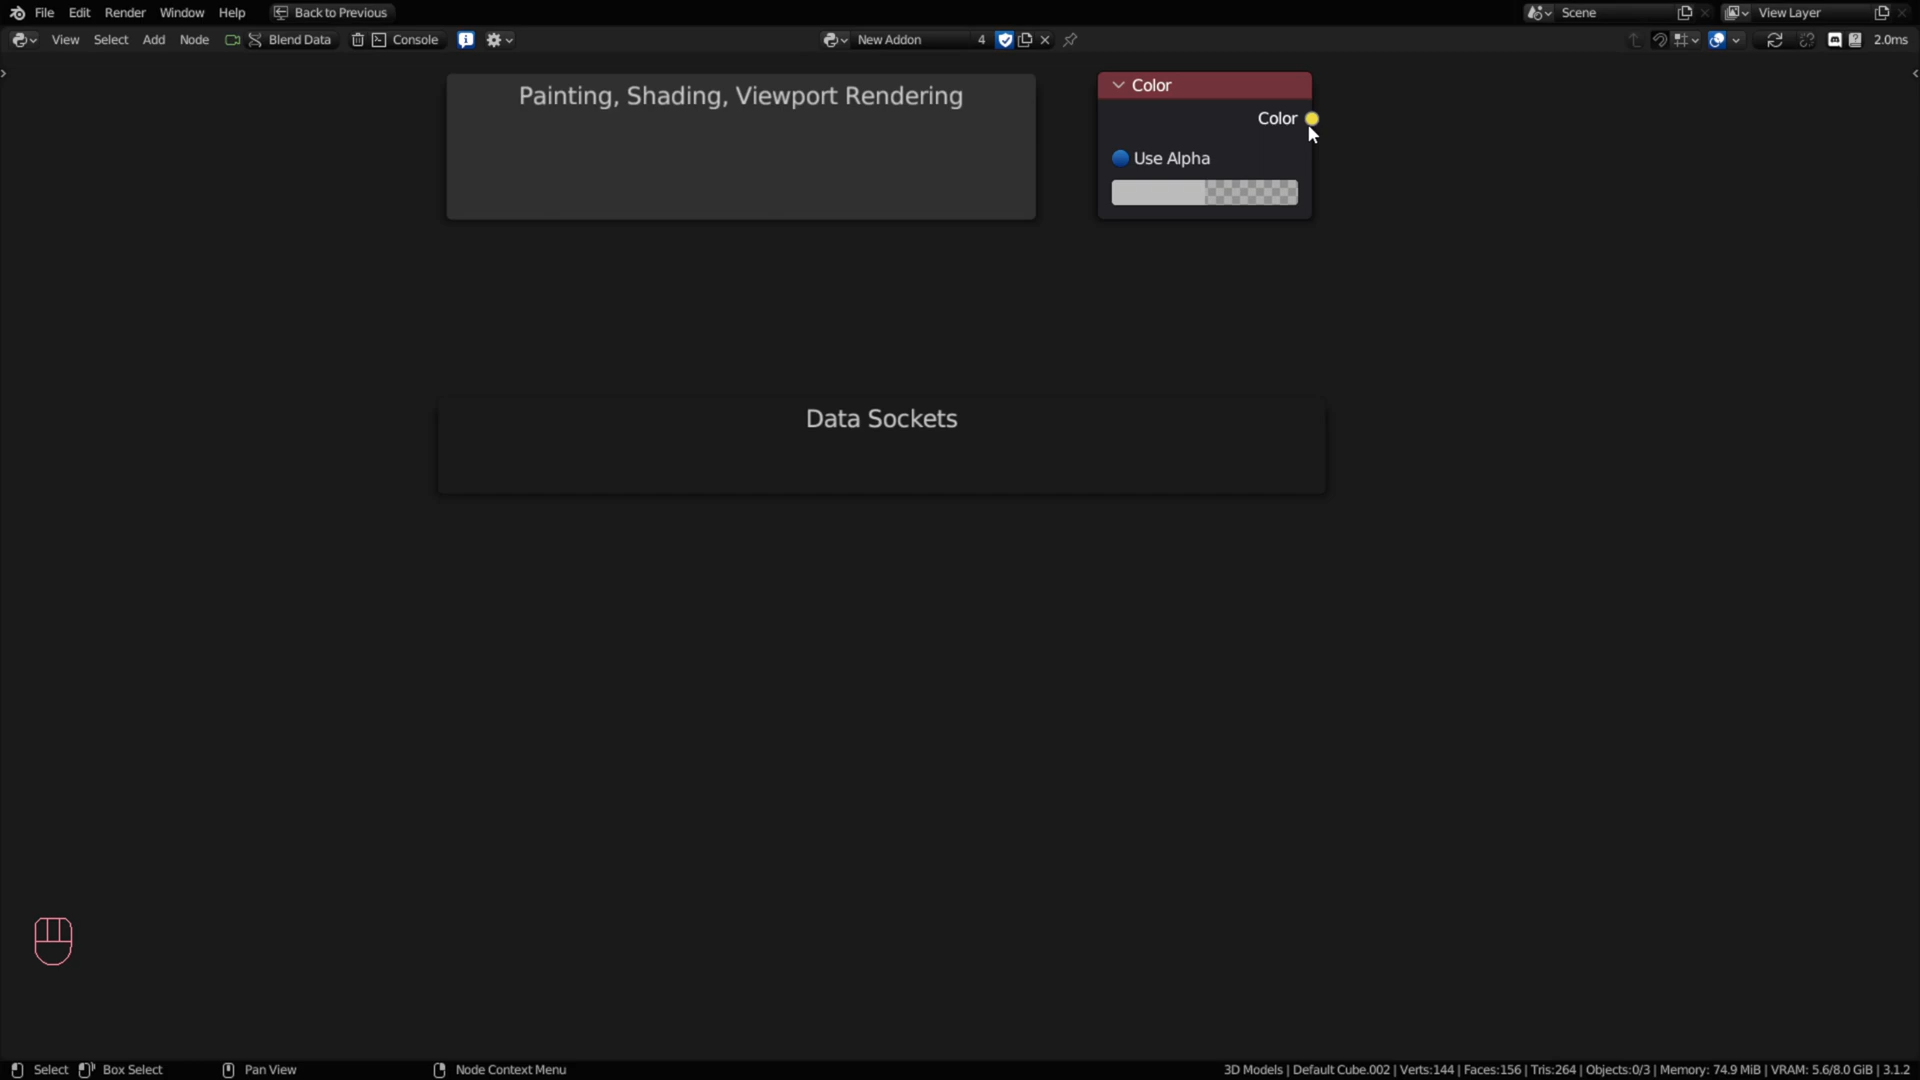 File Edit Render Window Help Back to Previous Scene View Layer
View Select Add Node Blend Data Console New Addon 4 2.0ms
Painting, Shading, Viewport Rendering
Color
Color
Use Alpha
Data Sockets
Select Box Select Pan View Node Context Menu 3D Models | Default Cube.002 | Verts:144 | Faces:156 | Tris:264 | Objects:0/3 | Memory: 74.9 MiB | VRAM: 5.6/8.0 GiB | 3.1.2